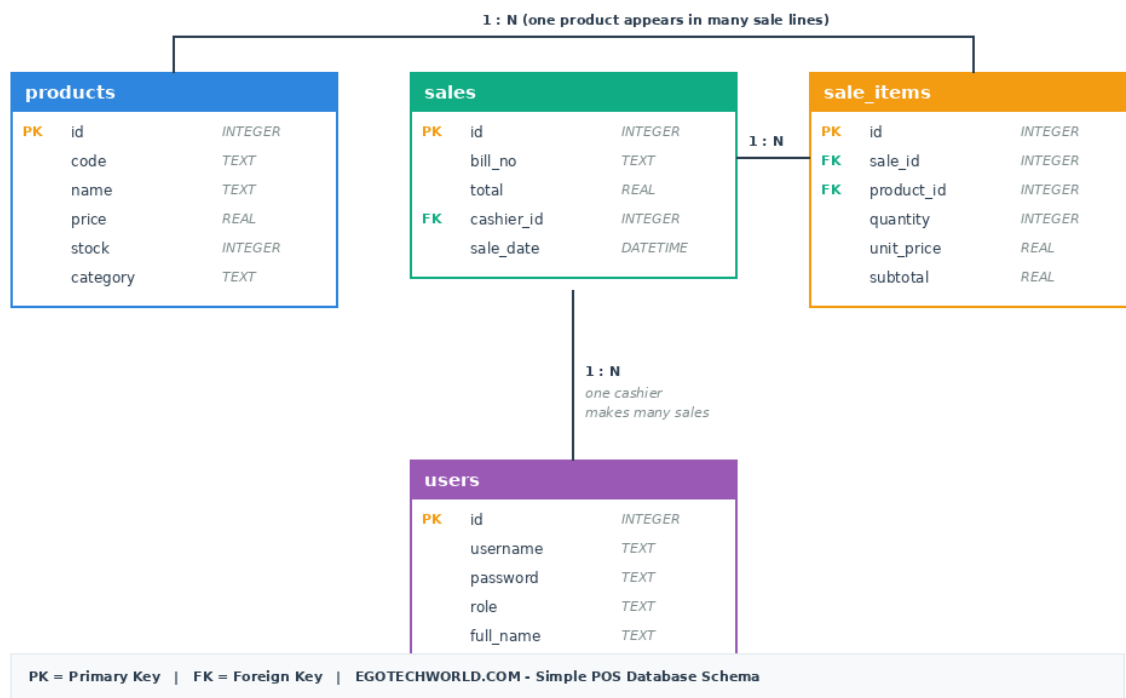 1 : N (one product appears in many sale lines)
products
PK id INTEGER
code TEXT
name TEXT
price REAL
stock INTEGER
category TEXT
sales
PK id INTEGER
bill_no TEXT
total REAL
FK cashier_id INTEGER
sale_date DATETIME
1 : N
sale_items
PK id INTEGER
FK sale_id INTEGER
FK product_id INTEGER
quantity INTEGER
unit_price REAL
subtotal REAL
1 : N
one cashier
makes many sales
users
PK id INTEGER
username TEXT
password TEXT
role TEXT
full_name TEXT
PK = Primary Key | FK = Foreign Key | EGOTECHWORLD.COM - Simple POS Database Schema